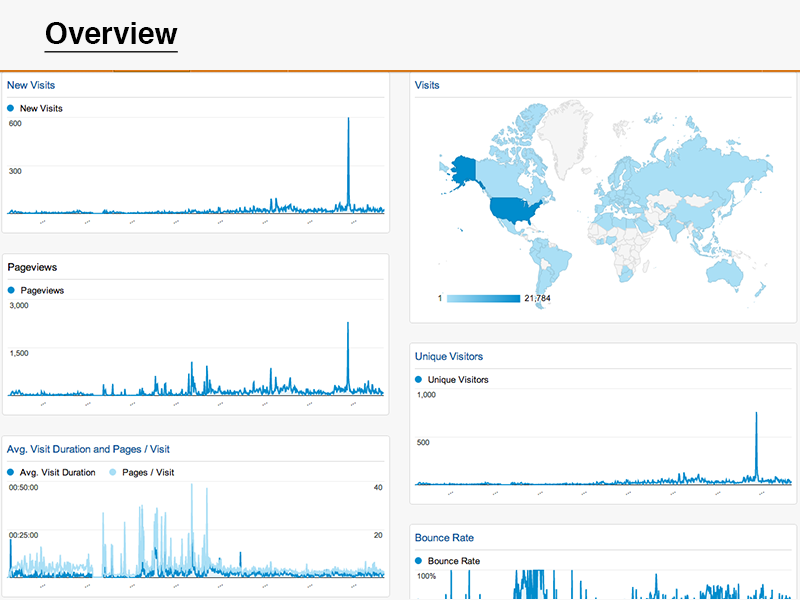 Overview
New Visits
New Visits
600
300
Pageviews
Pageviews
3,000
1,500
Avg. Visit Duration and Pages / Visit
Avg. Visit Duration Pages / Visit
00:50:00 40
00:25:00 20
Visits
1 21,784
Unique Visitors
Unique Visitors
1,000
500
Bounce Rate
Bounce Rate
100%